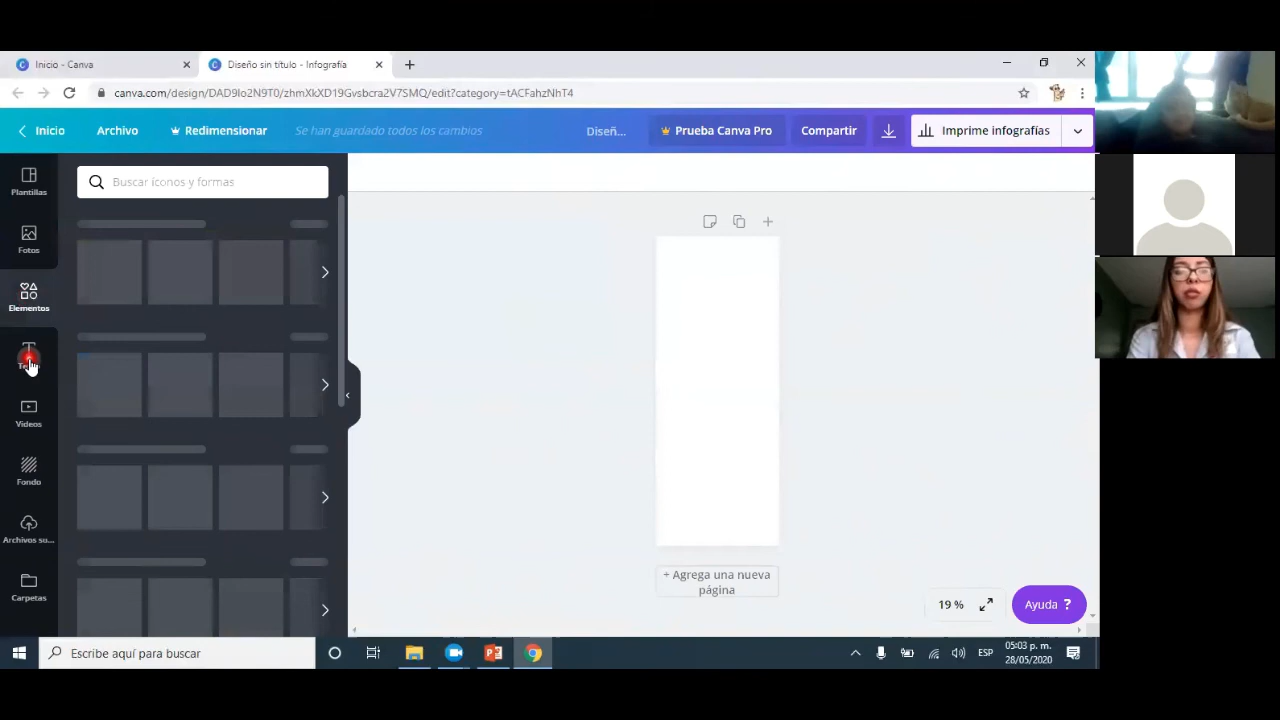 Inicio - Canva
Diseño sin título - Infografía
canva.com/design/DAD9Io2N9T0/zhmXkXD19Gvsbcra2V7SMQ/edit?category=tACFahzNhT4
Inicio
Archivo
Redimensionar
Se han guardado todos los cambios
Diseñ...
Prueba Canva Pro
Compartir
Imprime infografías
Plantillas
Buscar íconos y formas
Fotos
Elementos
Videos
Fondo
Archivos su...
Carpetas
+ Agrega una nueva
página
19 %
Ayuda ?
Escribe aquí para buscar
ESP
05:03 p. m.
28/05/2020